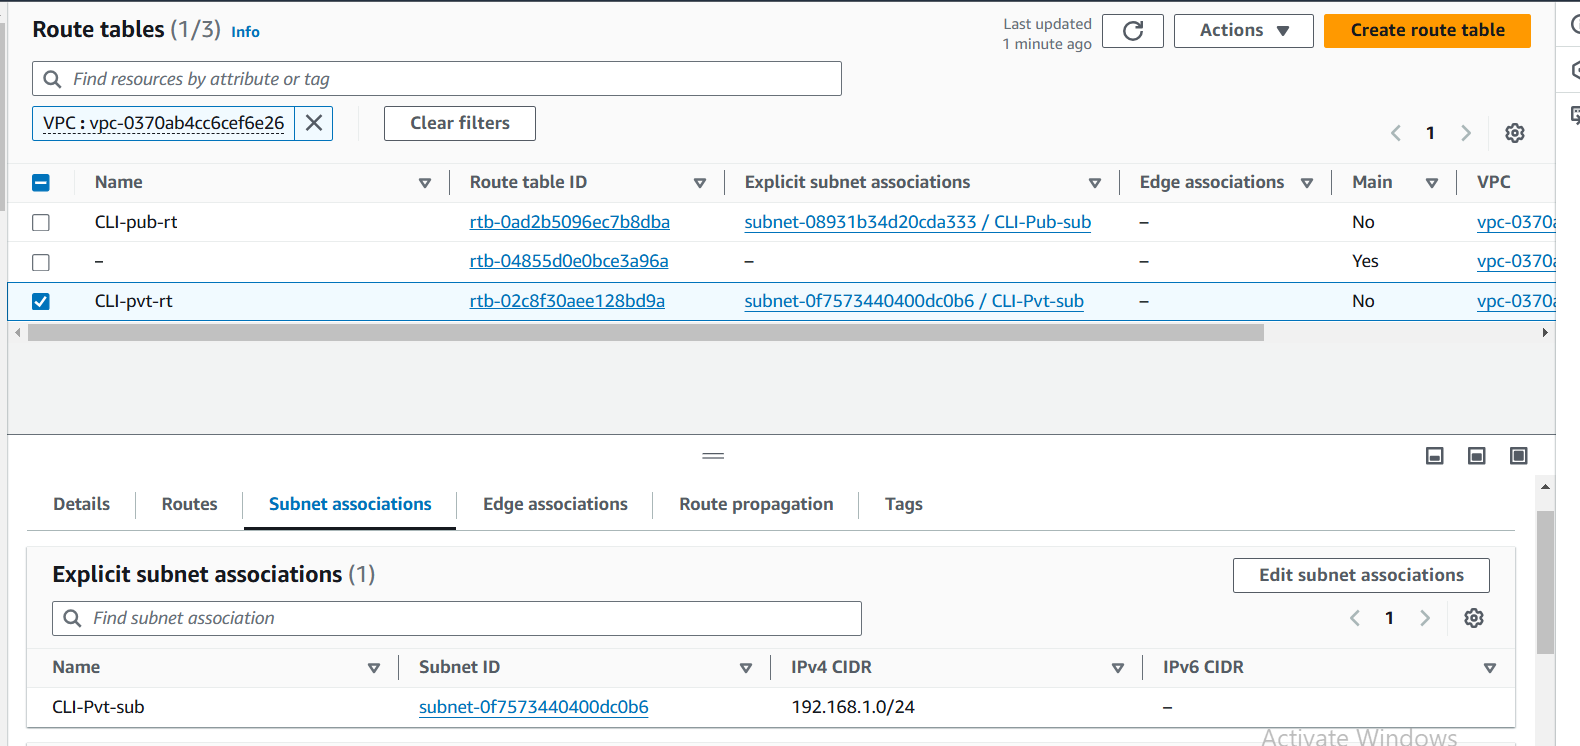 Route tables (1/3) Info
Last updated
1 minute ago
Actions
Create route table
Find resources by attribute or tag
VPC : vpc-0370ab4cc6cef6e26
Clear filters
1
Name Route table ID Explicit subnet associations Edge associations Main VPC
CLI-pub-rt rtb-0ad2b5096ec7b8dba subnet-08931b34d20cda333 / CLI-Pub-sub – No vpc-0370a
– rtb-04855d0e0bce3a96a – – Yes vpc-0370a
CLI-pvt-rt rtb-02c8f30aee128bd9a subnet-0f7573440400dc0b6 / CLI-Pvt-sub – No vpc-0370a
Details Routes Subnet associations Edge associations Route propagation Tags
Explicit subnet associations (1)
Edit subnet associations
Find subnet association
1
Name Subnet ID IPv4 CIDR IPv6 CIDR
CLI-Pvt-sub subnet-0f7573440400dc0b6 192.168.1.0/24 –
Activate Windows